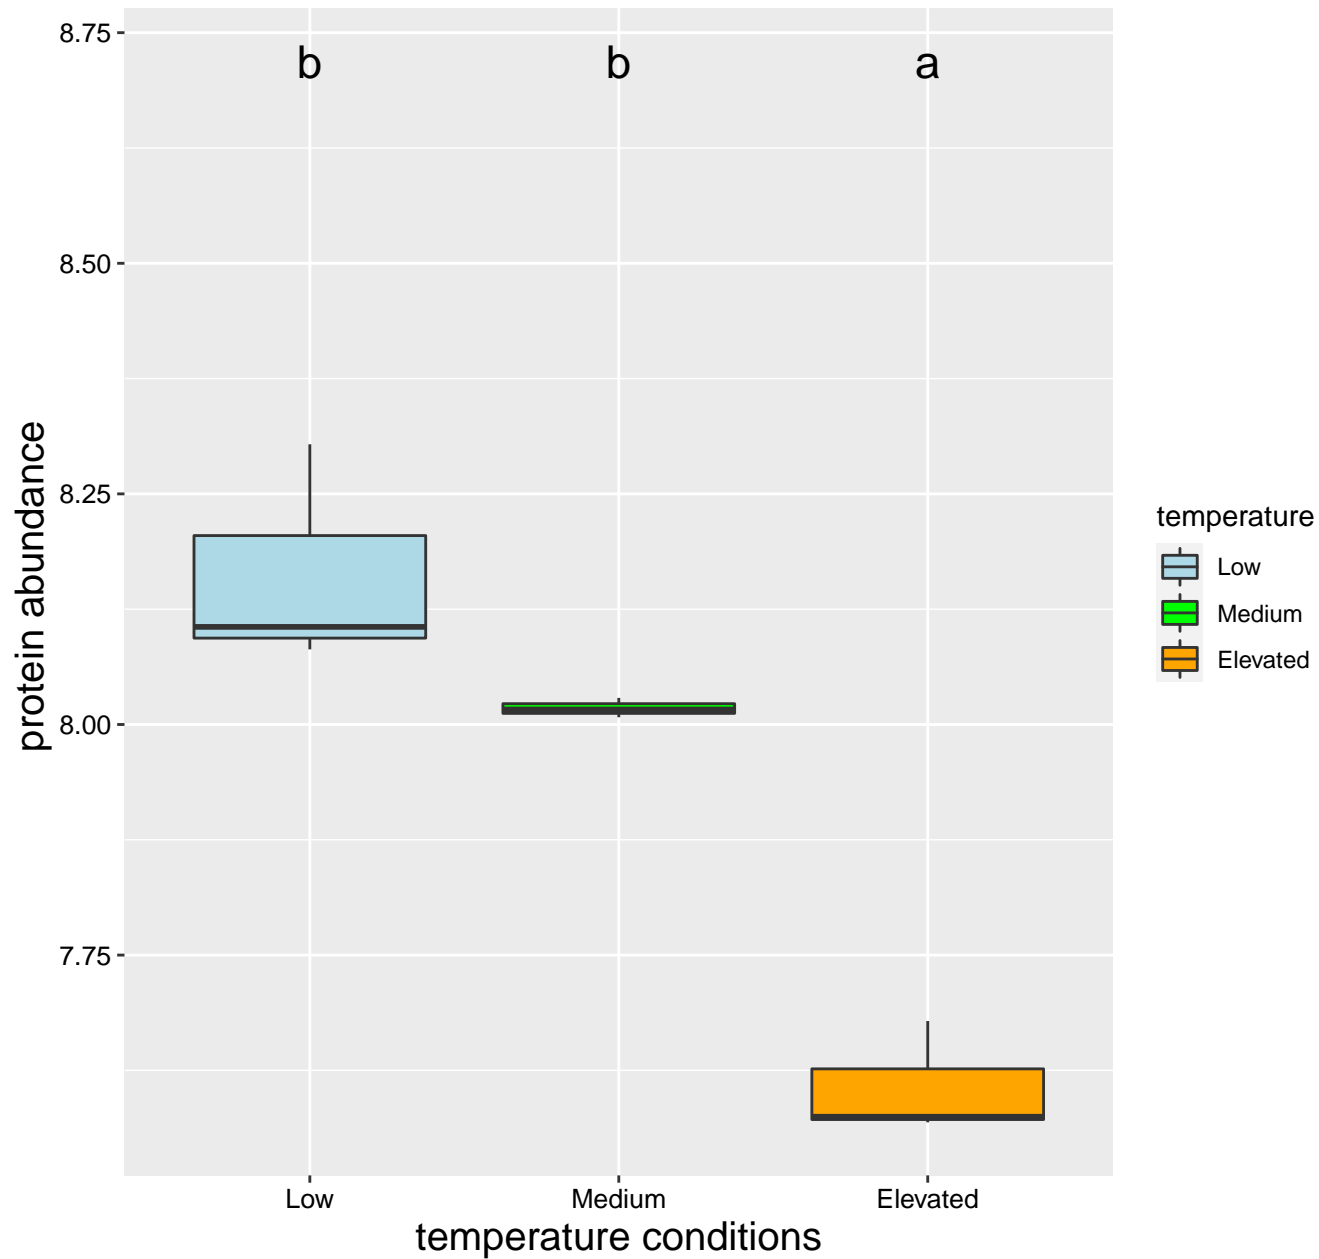 8.75
b b a
8.50
8.25
8.00
7.75
protein abundance
Low Medium Elevated
temperature conditions
temperature
Low
Medium
Elevated